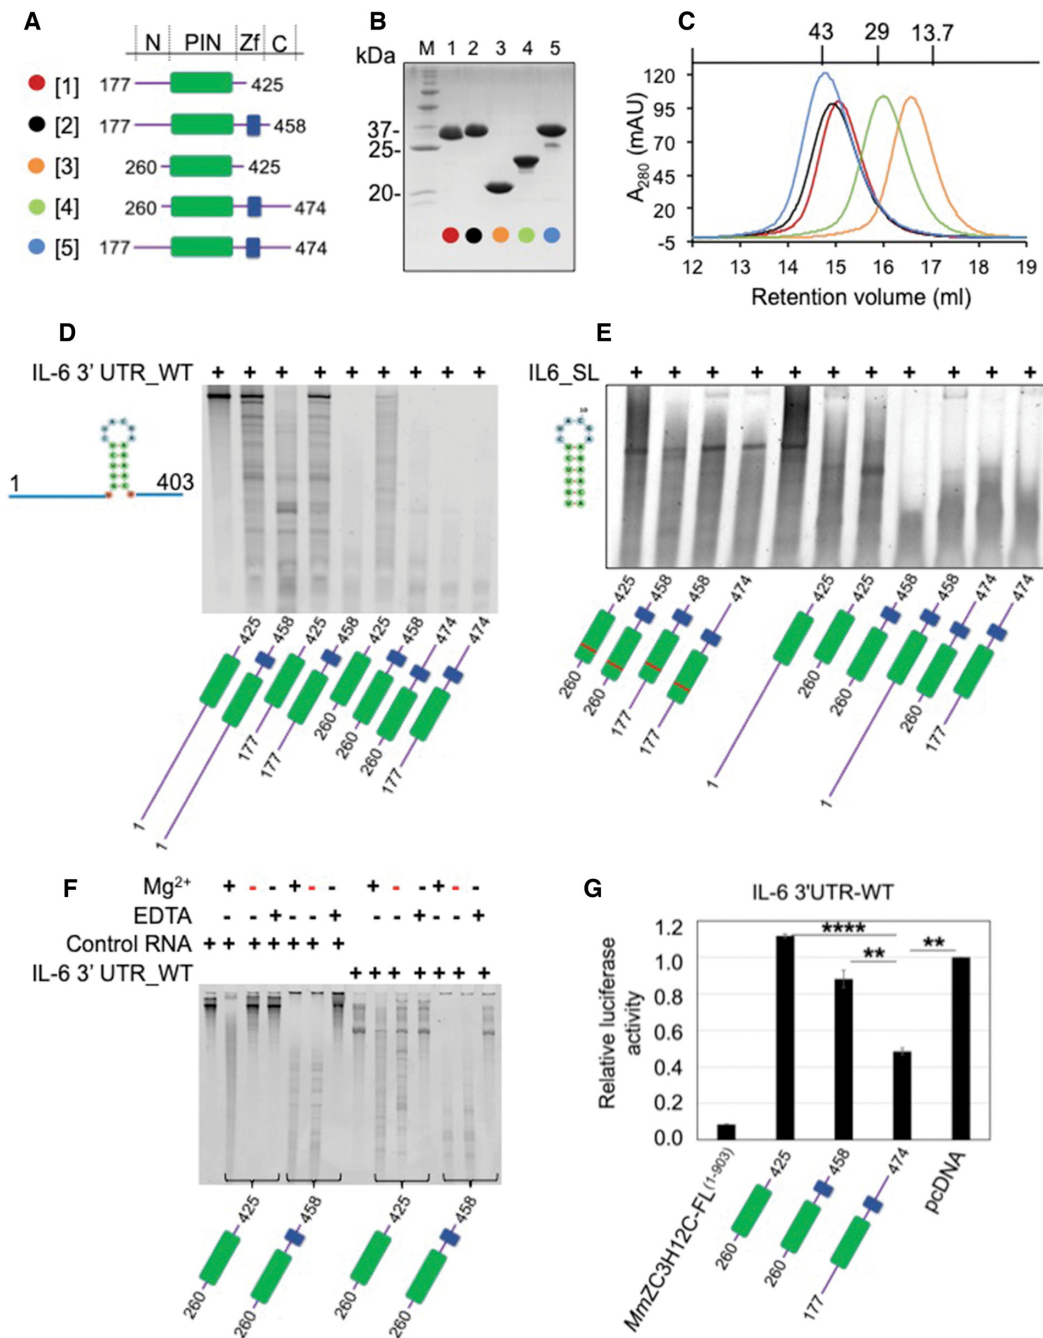 A
N PIN Zf C
[1] 177 425
[2] 177 458
[3] 260 425
[4] 260 474
[5] 177 474
B
kDa M 1 2 3 4 5
37-
25-
20-
C
43 29 13.7
A280 (mAU)
120
95
70
45
20
-5
12 13 14 15 16 17 18 19
Retention volume (ml)
D
IL-6 3' UTR_WT + + + + + + + + +
1 403
425 458 425 458 425 458 474 474
1 1 177 177 260 260 260 177
E
IL6_SL + + + + + + + + + + +
10
425 458 458 474 425 425 458 458 474 474
260 260 177 177 1 260 260 1 260 177
F
Mg2+ + - - + - - + - - + - -
EDTA - - + - - + - - + - - +
Control RNA + + + + + + +
IL-6 3' UTR_WT + + + + + + +
425 458 425 458
260 260 260 260
G
IL-6 3'UTR-WT
Relative luciferase activity
1.2
1.0
0.8
0.6
0.4
0.2
0.0
****
**
**
MmZC3H12C-FL(1-903)
425 458 474
260 260 177
pcDNA